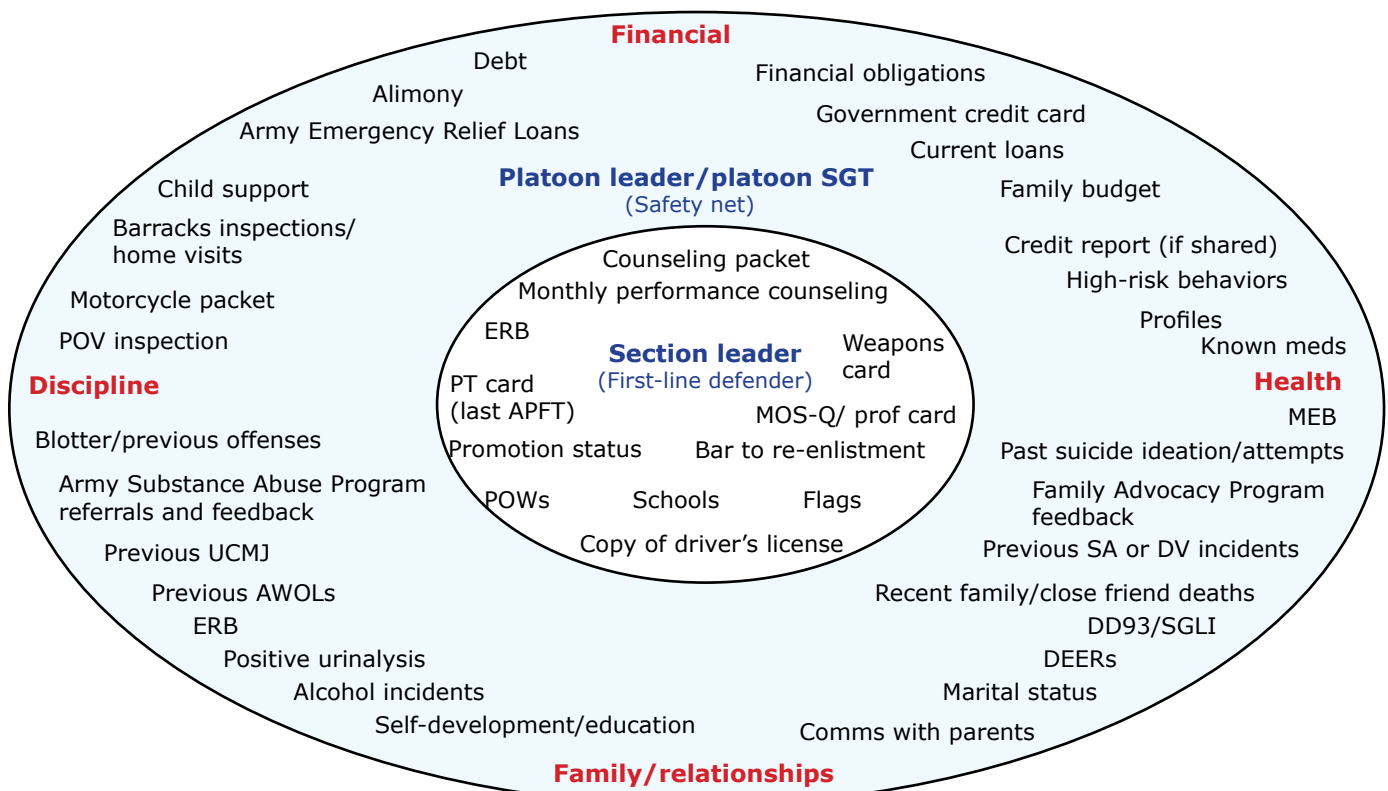 Financial
Debt
Financial obligations
Alimony
Government credit card
Army Emergency Relief Loans
Current loans
Platoon leader/platoon SGT
(Safety net)
Child support
Family budget
Barracks inspections/
home visits
Credit report (if shared)
Counseling packet
High-risk behaviors
Monthly performance counseling
Motorcycle packet
Profiles
ERB
POV inspection
Known meds
Section leader
(First-line defender)
Weapons
card
Discipline
Health
PT card
(last APFT)
MOS-Q/ prof card
MEB
Blotter/previous offenses
Promotion status
Bar to re-enlistment
Past suicide ideation/attempts
Army Substance Abuse Program
referrals and feedback
POWs
Schools
Flags
Family Advocacy Program
feedback
Copy of driver’s license
Previous UCMJ
Previous SA or DV incidents
Previous AWOLs
Recent family/close friend deaths
ERB
DD93/SGLI
Positive urinalysis
DEERs
Alcohol incidents
Marital status
Self-development/education
Comms with parents
Family/relationships